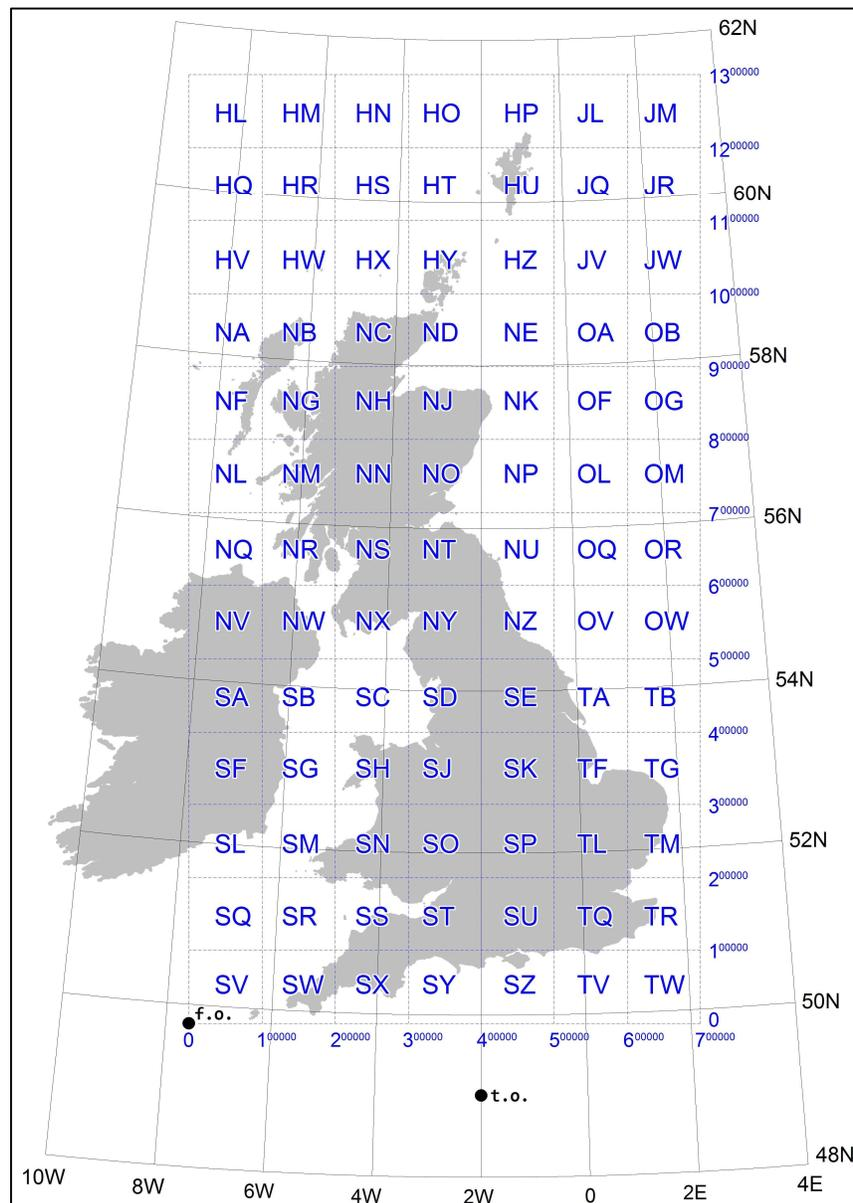 62N
13⁰⁰⁰⁰⁰
HL HM HN HO HP JL JM
12⁰⁰⁰⁰⁰
HQ HR HS HT HU JQ JR
60N
11⁰⁰⁰⁰⁰
HV HW HX HY HZ JV JW
10⁰⁰⁰⁰⁰
NA NB NC ND NE OA OB
58N
9⁰⁰⁰⁰⁰
NF NG NH NJ NK OF OG
8⁰⁰⁰⁰⁰
NL NM NN NO NP OL OM
7⁰⁰⁰⁰⁰
56N
NQ NR NS NT NU OQ OR
6⁰⁰⁰⁰⁰
NV NW NX NY NZ OV OW
5⁰⁰⁰⁰⁰
54N
SA SB SC SD SE TA TB
4⁰⁰⁰⁰⁰
SF SG SH SJ SK TF TG
3⁰⁰⁰⁰⁰
52N
SL SM SN SO SP TL TM
2⁰⁰⁰⁰⁰
SQ SR SS ST SU TQ TR
1⁰⁰⁰⁰⁰
SV SW SX SY SZ TV TW
50N
f.o.
0
0 1⁰⁰⁰⁰⁰ 2⁰⁰⁰⁰⁰ 3⁰⁰⁰⁰⁰ 4⁰⁰⁰⁰⁰ 5⁰⁰⁰⁰⁰ 6⁰⁰⁰⁰⁰ 7⁰⁰⁰⁰⁰
t.o.
48N
10W 8W 6W 4W 2W 0 2E 4E